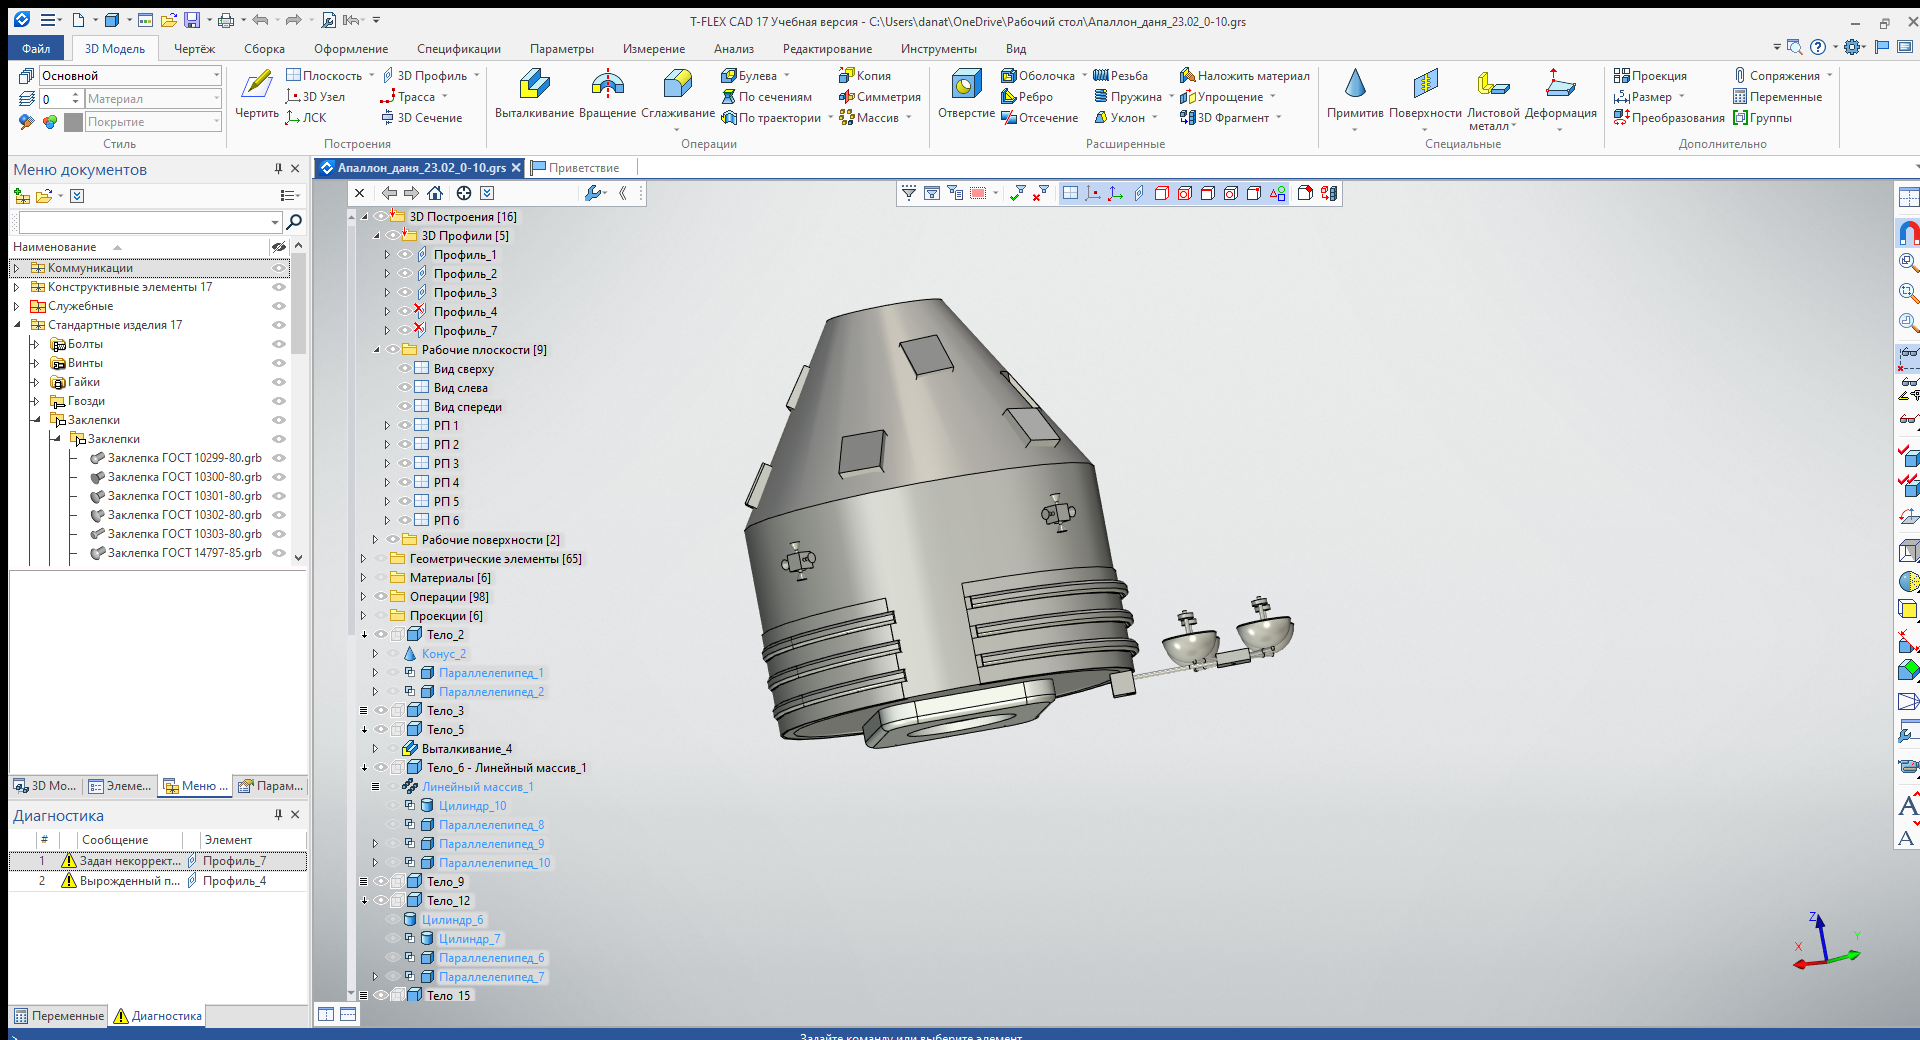 T-FLEX CAD 17 Учебная версия - C:\Users\danat\OneDrive\Рабочий стол\Апаллон_даня_23.02_0-10.grs
Файл 3D Модель Чертёж Сборка Оформление Спецификации Параметры Измерение Анализ Редактирование Инструменты Вид
Основной
0 Материал
Покрытие
Стиль
Чертить
Плоскость
3D Узел
ЛСК
3D Профиль
Трасса
3D Сечение
Построения
Выталкивание Вращение Сглаживание
Булева
По сечениям
По траектории
Копия
Симметрия
Массив
Операции
Отверстие
Оболочка
Ребро
Отсечение
Резьба
Пружина
Уклон
Наложить материал
Упрощение
3D Фрагмент
Расширенные
Примитив Поверхности Листовой металл Деформация
Специальные
Проекция
Размер
Преобразования
Сопряжения
Переменные
Группы
Дополнительно
Меню документов
Наименование
Коммуникации
Конструктивные элементы 17
Служебные
Стандартные изделия 17
Болты
Винты
Гайки
Гвозди
Заклепки
Заклепки
Заклепка ГОСТ 10299-80.grb
Заклепка ГОСТ 10300-80.grb
Заклепка ГОСТ 10301-80.grb
Заклепка ГОСТ 10302-80.grb
Заклепка ГОСТ 10303-80.grb
Заклепка ГОСТ 14797-85.grb
3D Мо... Элеме... Меню ... Парам...
Диагностика
# Сообщение Элемент
1 Задан некоррект... Профиль_7
2 Вырожденный п... Профиль_4
Переменные Диагностика
Апаллон_даня_23.02_0-10.grs Приветствие
3D Построения [16]
3D Профили [5]
Профиль_1
Профиль_2
Профиль_3
Профиль_4
Профиль_7
Рабочие плоскости [9]
Вид сверху
Вид слева
Вид спереди
РП 1
РП 2
РП 3
РП 4
РП 5
РП 6
Рабочие поверхности [2]
Геометрические элементы [65]
Материалы [6]
Операции [98]
Проекции [6]
Тело_2
Конус_2
Параллелепипед_1
Параллелепипед_2
Тело_3
Тело_5
Выталкивание_4
Тело_6 - Линейный массив_1
Линейный массив_1
Цилиндр_10
Параллелепипед_8
Параллелепипед_9
Параллелепипед_10
Тело_9
Тело_12
Цилиндр_6
Цилиндр_7
Параллелепипед_6
Параллелепипед_7
Тело_15
Z
X
Y
Задайте команду или выберите элемент